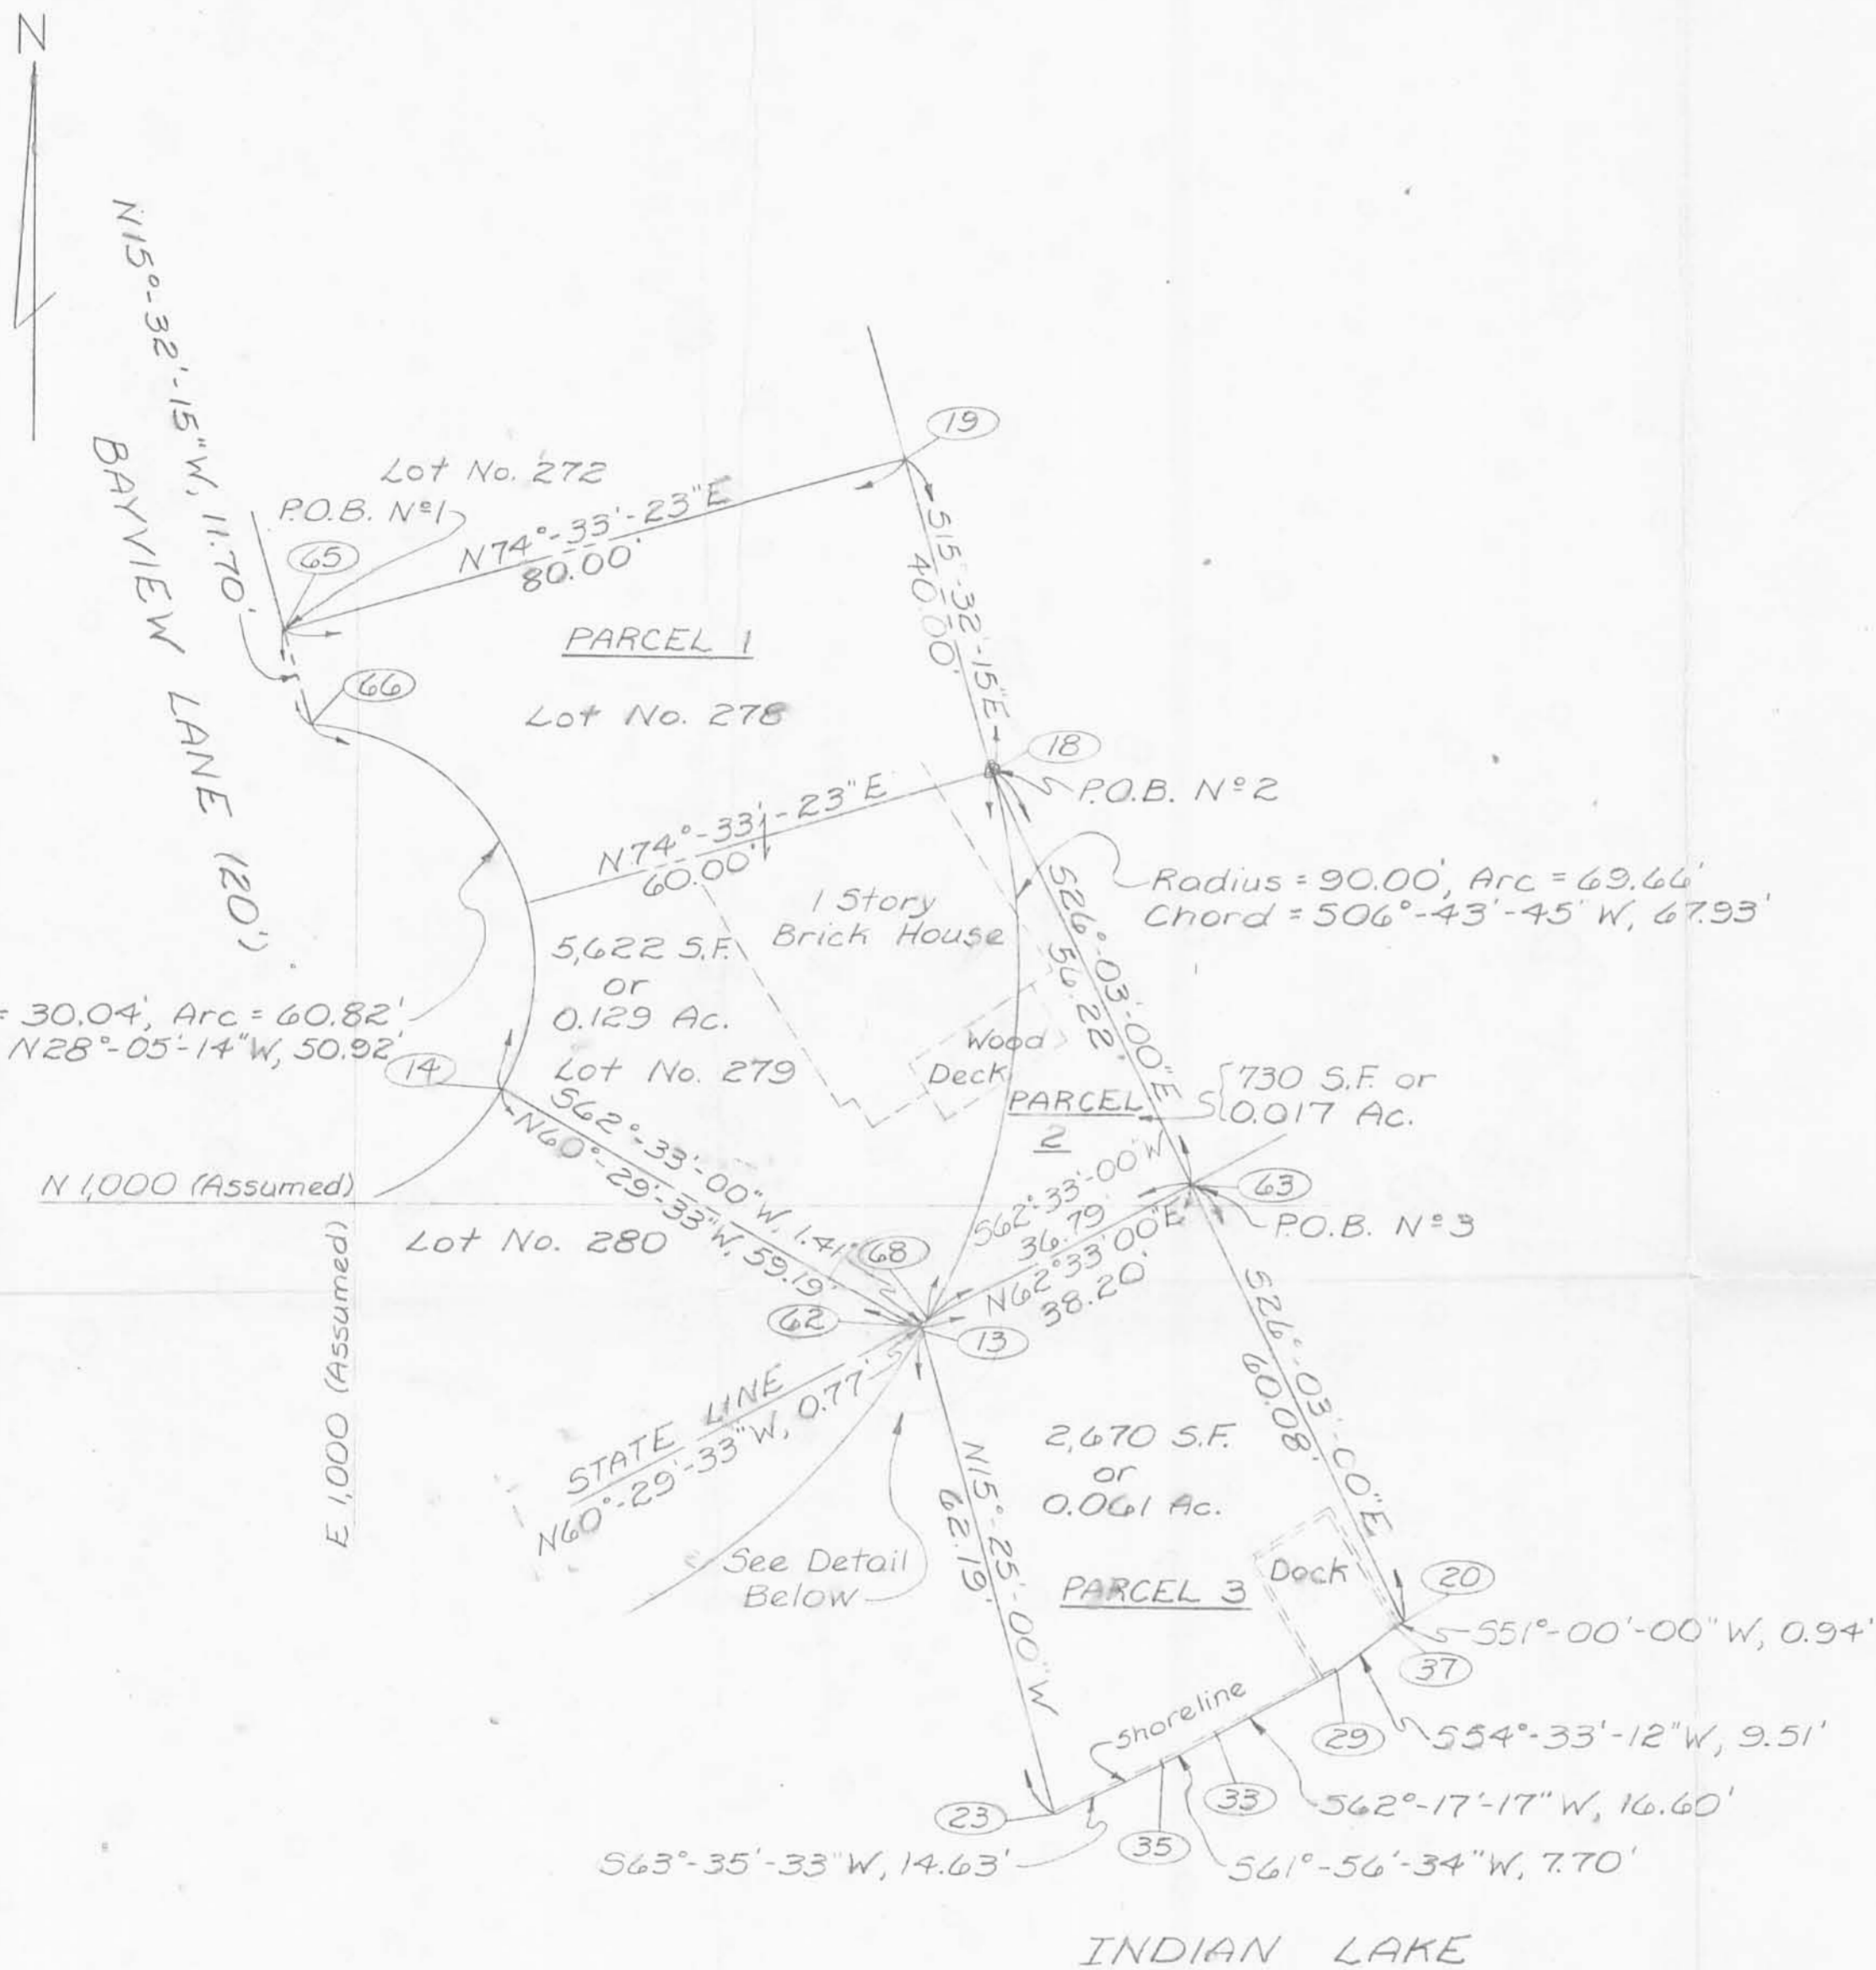 N
N15°-32'-15"W, 11.70'
BAYVIEW LANE (20')
19
Lot No. 272
P.O.B. Nº1
65
N74°-33'-23"E
80.00'
S15°-32'-15"E
40.00'
PARCEL 1
66
Lot No. 278
18
P.O.B. Nº2
N74°-33'-23"E
60.00'
Radius = 90.00', Arc = 69.66'
Chord = S06°-43'-45"W, 67.93'
1 Story
Brick House
S26°-03'-00"E
56.22'
5,622 S.F.
or
0.129 Ac.
= 30.04', Arc = 60.82'
N28°-05'-14"W, 50.92'
14
Lot No. 279
Wood
Deck
PARCEL
2
730 S.F. or
0.017 Ac.
S62°-33'-00"W, 1.41'
N60°-29'-33"W, 59.19'
N 1,000 (Assumed)
E 1,000 (Assumed)
S62°-33'-00"W
36.79'
N62°33'00"E
38.20'
63
P.O.B. Nº3
Lot No. 280
68
62
13
STATE LINE
N60°-29'-33"W, 0.77'
S26°-03'-00"E
60.08'
2,670 S.F.
or
0.061 Ac.
N15°-25'-00"W
62.19'
See Detail
Below
PARCEL 3
Dock
20
S51°-00'-00"W, 0.94'
37
Shoreline
29
S54°-33'-12"W, 9.51'
33
S62°-17'-17"W, 16.60'
23
35
S63°-35'-33"W, 14.63'
S61°-56'-34"W, 7.70'
INDIAN LAKE